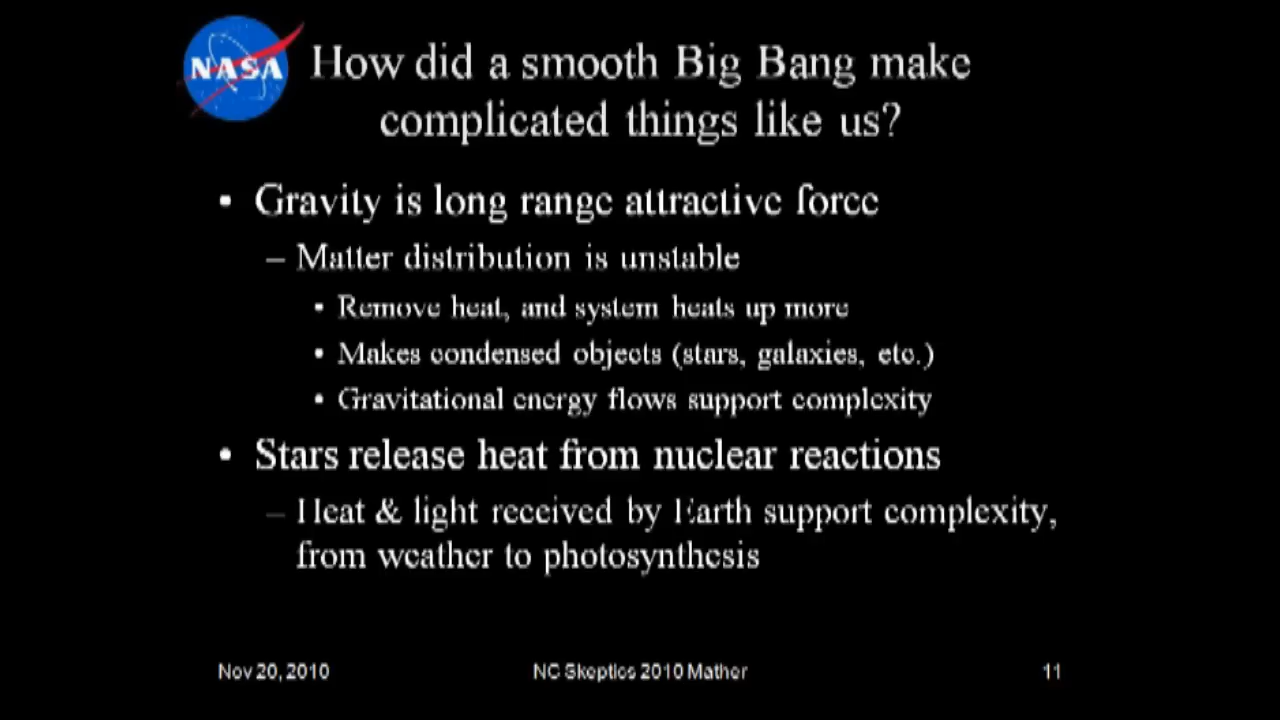 NASA
How did a smooth Big Bang make
complicated things like us?
• Gravity is long range attractive force
– Matter distribution is unstable
• Remove heat, and system heats up more
• Makes condensed objects (stars, galaxies, etc.)
• Gravitational energy flows support complexity
• Stars release heat from nuclear reactions
– Heat & light received by Earth support complexity,
from weather to photosynthesis
Nov 20, 2010 NC Skeptics 2010 Mather 11